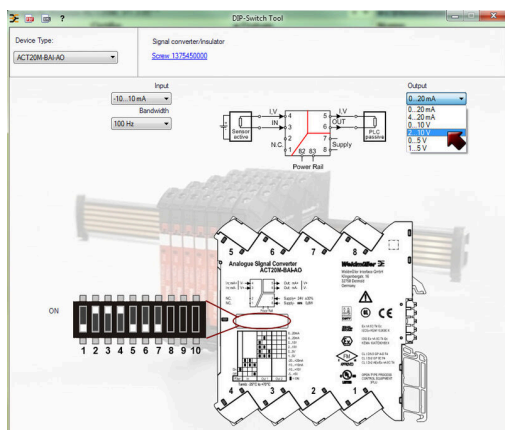 DIP-Switch Tool
Device Type:
ACT20M-BAI-AO
Signal converter/insulator
Screw 1375450000
Input
-10...10 mA
Bandwidth
100 Hz
Output
0...20 mA
0...20 mA
4...20 mA
0...10 V
2...10 V
0...5 V
1...5 V
Sensor
active
I,V
IN
N.C.
4
3
2
1
82 83
I,V
OUT
Supply
5
6
7
8
PLC
passive
Power Rail
5 6 7 8
Analogue Signal Converter
ACT20M-BAI-AO
Weidmüller
Weidmüller Interface GmbH
Germany
ON
1 2 3 4 5 6 7 8 9 10
4 3 2 1